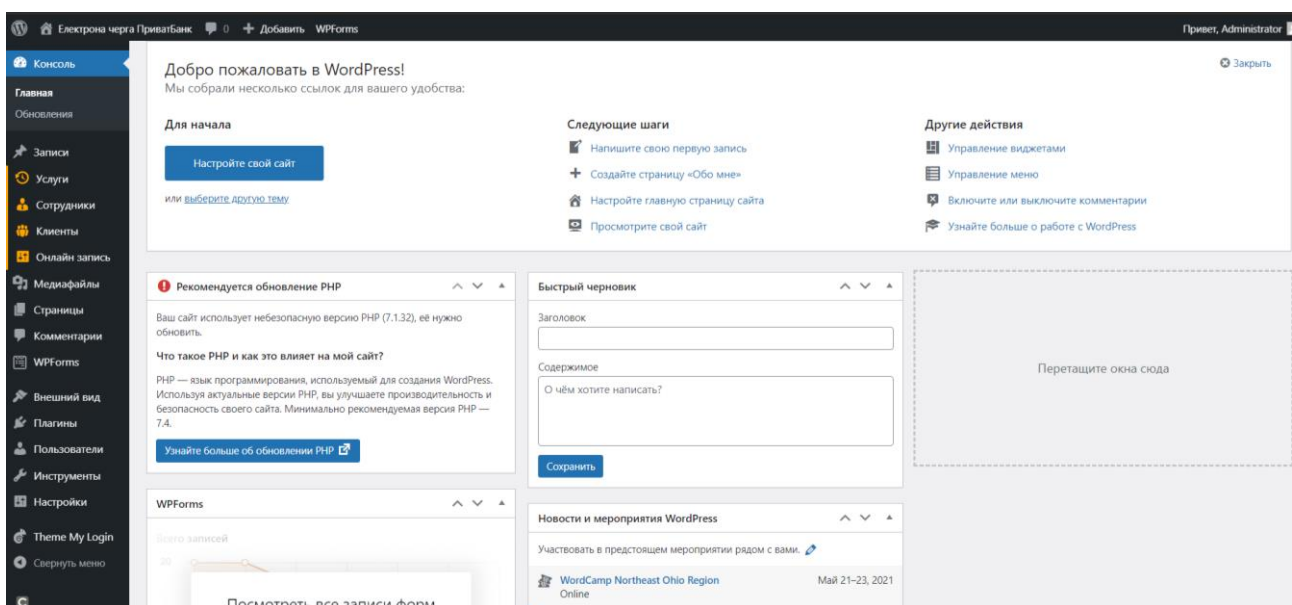 Електрона черга ПриватБанк 0 Добавить WPForms Привет, Administrator
Консоль
Главная
Обновления
Записи
Услуги
Сотрудники
Клиенты
Онлайн запись
Медиафайлы
Страницы
Комментарии
WPForms
Внешний вид
Плагины
Пользователи
Инструменты
Настройки
Theme My Login
Свернуть меню
Добро пожаловать в WordPress!
Закрыть
Мы собрали несколько ссылок для вашего удобства:
Для начала
Настройте свой сайт
или выберите другую тему
Следующие шаги
Напишите свою первую запись
Создайте страницу «Обо мне»
Настройте главную страницу сайта
Просмотрите свой сайт
Другие действия
Управление виджетами
Управление меню
Включите или выключите комментарии
Узнайте больше о работе с WordPress
Рекомендуется обновление PHP
Ваш сайт использует небезопасную версию PHP (7.1.32), её нужно
обновить.
Что такое PHP и как это влияет на мой сайт?
PHP — язык программирования, используемый для создания WordPress.
Используя актуальные версии PHP, вы улучшаете производительность и
безопасность своего сайта. Минимально рекомендуемая версия PHP —
7.4.
Узнайте больше об обновлении PHP
WPForms
Всего записей
20
Посмотреть все записи форм
Быстрый черновик
Заголовок
Содержимое
О чём хотите написать?
Сохранить
Новости и мероприятия WordPress
Участвовать в предстоящем мероприятии рядом с вами.
WordCamp Northeast Ohio Region Май 21–23, 2021
Online
Перетащите окна сюда